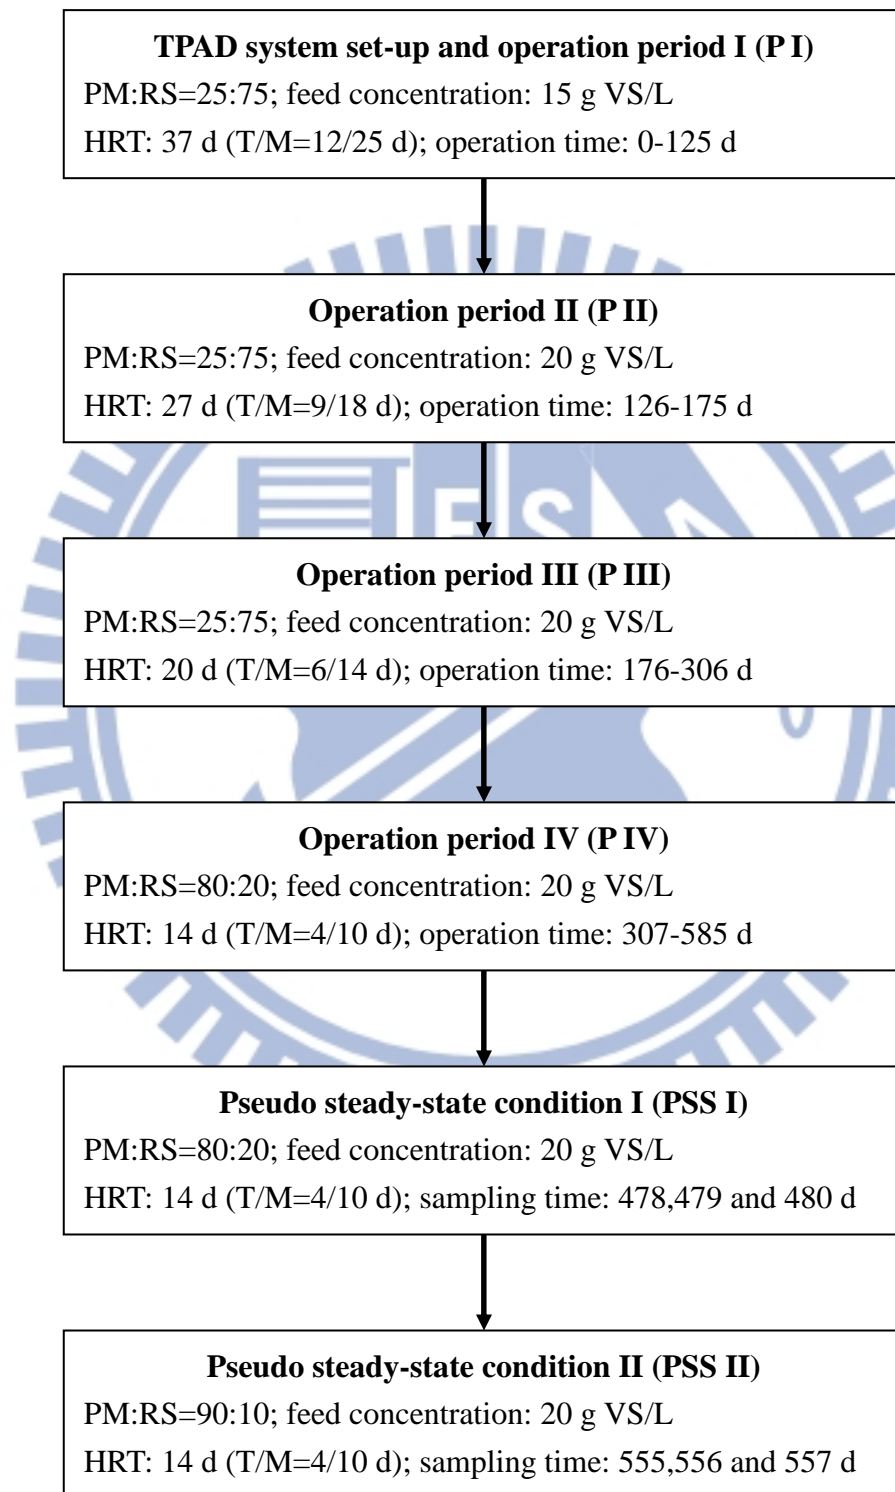 TPAD system set-up and operation period I (P I)
PM:RS=25:75; feed concentration: 15 g VS/L
HRT: 37 d (T/M=12/25 d); operation time: 0-125 d
Operation period II (P II)
PM:RS=25:75; feed concentration: 20 g VS/L
HRT: 27 d (T/M=9/18 d); operation time: 126-175 d
ESA
Operation period III (P III)
PM:RS=25:75; feed concentration: 20 g VS/L
HRT: 20 d (T/M=6/14 d); operation time: 176-306 d
Operation period IV (P IV)
PM:RS=80:20; feed concentration: 20 g VS/L
HRT: 14 d (T/M=4/10 d); operation time: 307-585 d
Pseudo steady-state condition I (PSS I)
PM:RS=80:20; feed concentration: 20 g VS/L
HRT: 14 d (T/M=4/10 d); sampling time: 478,479 and 480 d
Pseudo steady-state condition II (PSS II)
PM:RS=90:10; feed concentration: 20 g VS/L
HRT: 14 d (T/M=4/10 d); sampling time: 555,556 and 557 d